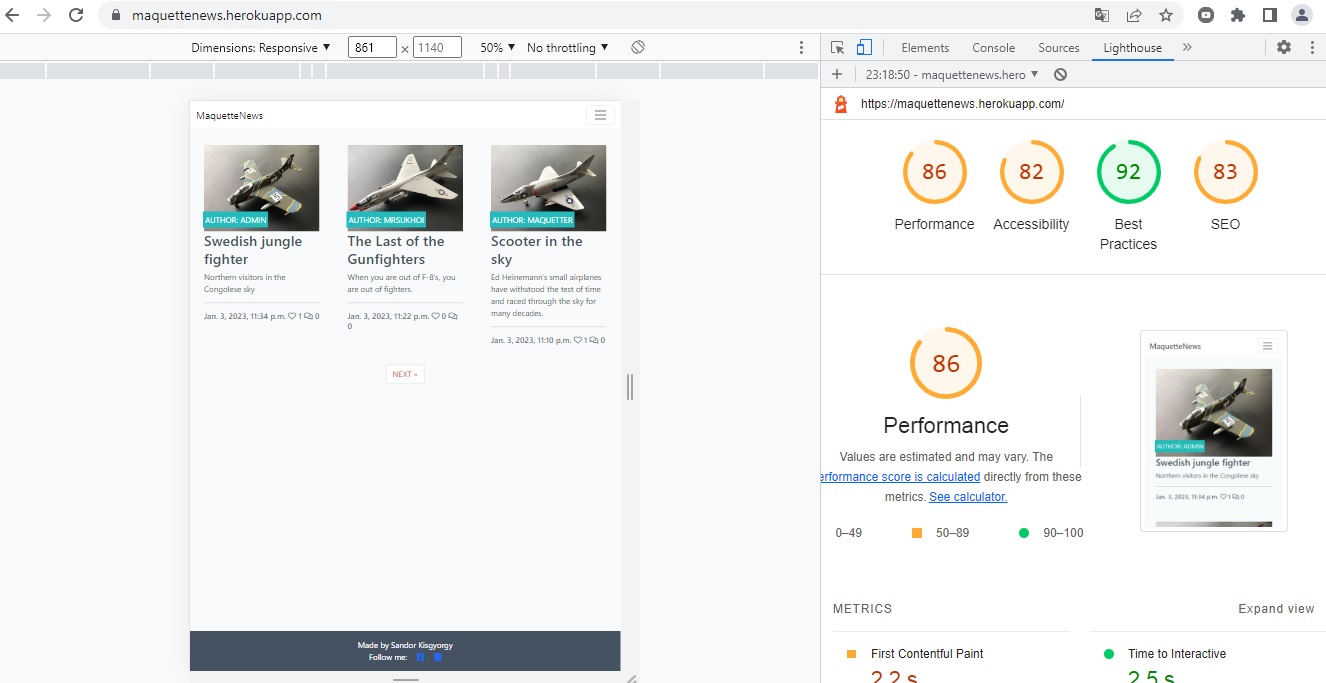 maquettenews.herokuapp.com
Dimensions: Responsive ▼ 861 × 1140 50% ▼ No throttling ▼
Elements Console Sources Lighthouse »
+ 23:18:50 - maquettenews.hero ▼
https://maquettenews.herokuapp.com/
MaquetteNews
AUTHOR: ADMIN
Swedish jungle
fighter
Northern visitors in the
Congolese sky
Jan. 3, 2023, 11:34 p.m. 1 0
AUTHOR: MRSUKHOI
The Last of the
Gunfighters
When you are out of F-8's, you
are out of fighters.
Jan. 3, 2023, 11:22 p.m. 0
0
AUTHOR: MAQUETTER
Scooter in the
sky
Ed Heinemann's small airplanes
have withstood the test of time
and raced through the sky for
many decades.
Jan. 3, 2023, 11:10 p.m. 1 0
NEXT »
Made by Sandor Kisgyorgy
Follow me:
86 82 92 83
Performance Accessibility Best SEO
Practices
86
Performance
Values are estimated and may vary. The
erformance score is calculated directly from these
metrics. See calculator.
0–49 50–89 90–100
MaquetteNews
AUTHOR: ADMIN
Swedish jungle fighter
Northern visitors in the Congolese sky
Jan. 3, 2023, 11:34 p.m. 1 0
METRICS Expand view
First Contentful Paint Time to Interactive
2.2 s 2.5 s